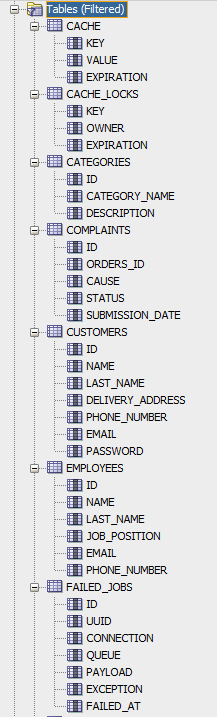 Tables (Filtered)
CACHE
KEY
VALUE
EXPIRATION
CACHE_LOCKS
KEY
OWNER
EXPIRATION
CATEGORIES
ID
CATEGORY_NAME
DESCRIPTION
COMPLAINTS
ID
ORDERS_ID
CAUSE
STATUS
SUBMISSION_DATE
CUSTOMERS
ID
NAME
LAST_NAME
DELIVERY_ADDRESS
PHONE_NUMBER
EMAIL
PASSWORD
EMPLOYEES
ID
NAME
LAST_NAME
JOB_POSITION
EMAIL
PHONE_NUMBER
FAILED_JOBS
ID
UUID
CONNECTION
QUEUE
PAYLOAD
EXCEPTION
FAILED_AT